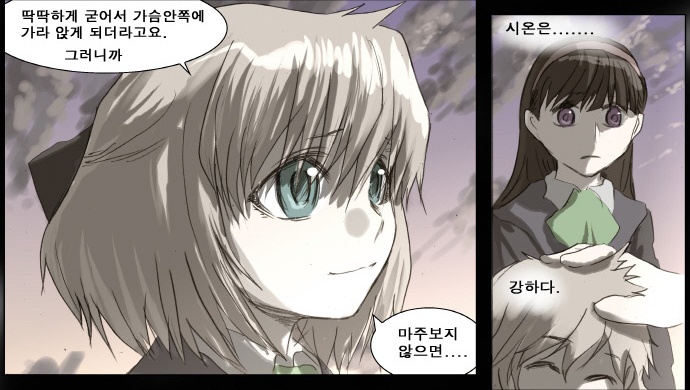 딱딱하게 굳어서 가슴안쪽에
가라 앉게 되더라고요.
그러니까
마주보지
않으면....
시온은.......
강하다.